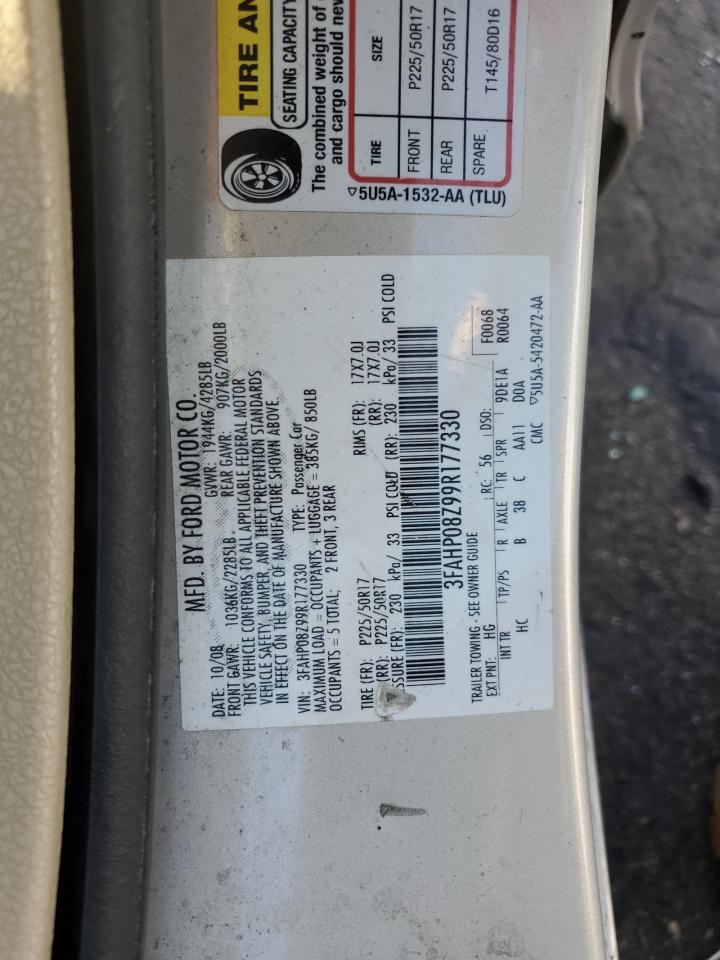 MFD. BY FORD MOTOR CO.
DATE: 10/08 GVWR: 1944KG/4285LB
FRONT GAWR: 1036KG/2285LB. REAR GAWR: 907KG/2000LB
THIS VEHICLE CONFORMS TO ALL APPLICABLE FEDERAL MOTOR
VEHICLE SAFETY, BUMPER, AND THEFT PREVENTION STANDARDS
IN EFFECT ON THE DATE OF MANUFACTURE SHOWN ABOVE.
VIN: 3FAHP08Z99R177330 TYPE: Passenger Car
MAXIMUM LOAD = OCCUPANTS + LUGGAGE = 385KG/ 850LB
OCCUPANTS = 5 TOTAL; 2 FRONT, 3 REAR
TIRE (FR): P225/50R17 RIMS (FR): 17X7.0J
(RR): P225/50R17 (RR): 17X7.0J
SSURE (FR): 230 kPa/ 33 PSI COLD (RR): 230 kPa/ 33 PSI COLD
3FAHP08Z99R177330
TRAILER TOWING - SEE OWNER GUIDE F0068
EXT PNT: HG RC: 56 DSO: R0064
INT TR TP/PS R AXLE TR SPR 9DE1A
HC B 38 C AA11 D0A
CMC ▽5U5A-5420472-AA
TIRE AN
SEATING CAPACITY
The combined weight of
and cargo should nev
TIRE SIZE
FRONT P225/50R17
REAR P225/50R17
SPARE T145/80D16
▽5U5A-1532-AA (TLU)